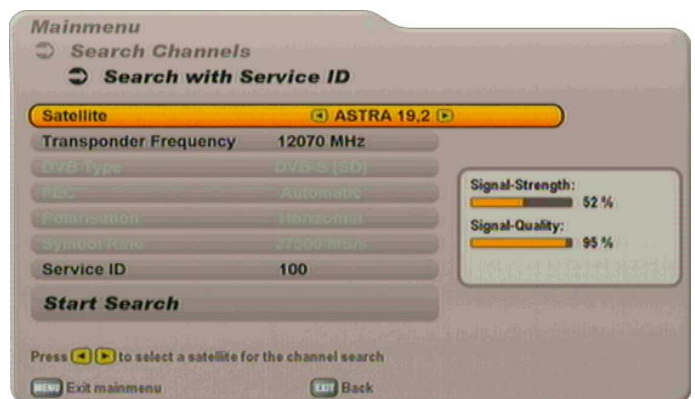 Mainmenu
Search Channels
Search with Service ID
Satellite ASTRA 19,2
Transponder Frequency 12070 MHz
DVB Type DVB-S (SD)
FEC Automatic
Polarisation Horizontal
Symbol Rate 27500 MS/s
Service ID 100
Start Search
Signal-Strength:
52 %
Signal-Quality:
95 %
Press to select a satellite for the channel search
MENU Exit mainmenu EXIT Back